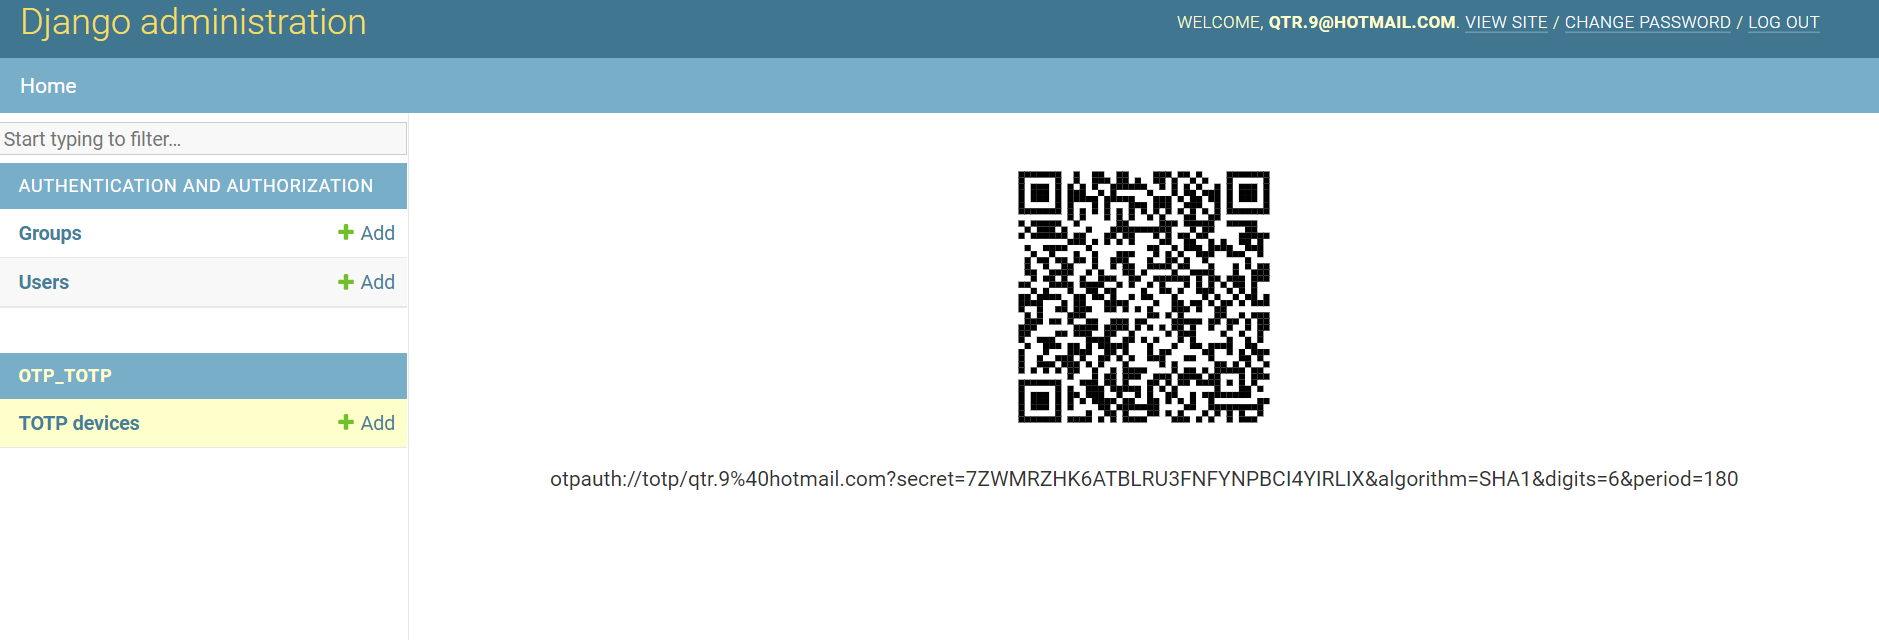 Django administration
WELCOME, QTR.9@HOTMAIL.COM. VIEW SITE / CHANGE PASSWORD / LOG OUT
Home
Start typing to filter...
AUTHENTICATION AND AUTHORIZATION
Groups + Add
Users + Add
OTP_TOTP
TOTP devices + Add
otpauth://totp/qtr.9%40hotmail.com?secret=7ZWMRZHK6ATBLRU3FNFYNPBCI4YIRLIX&algorithm=SHA1&digits=6&period=180